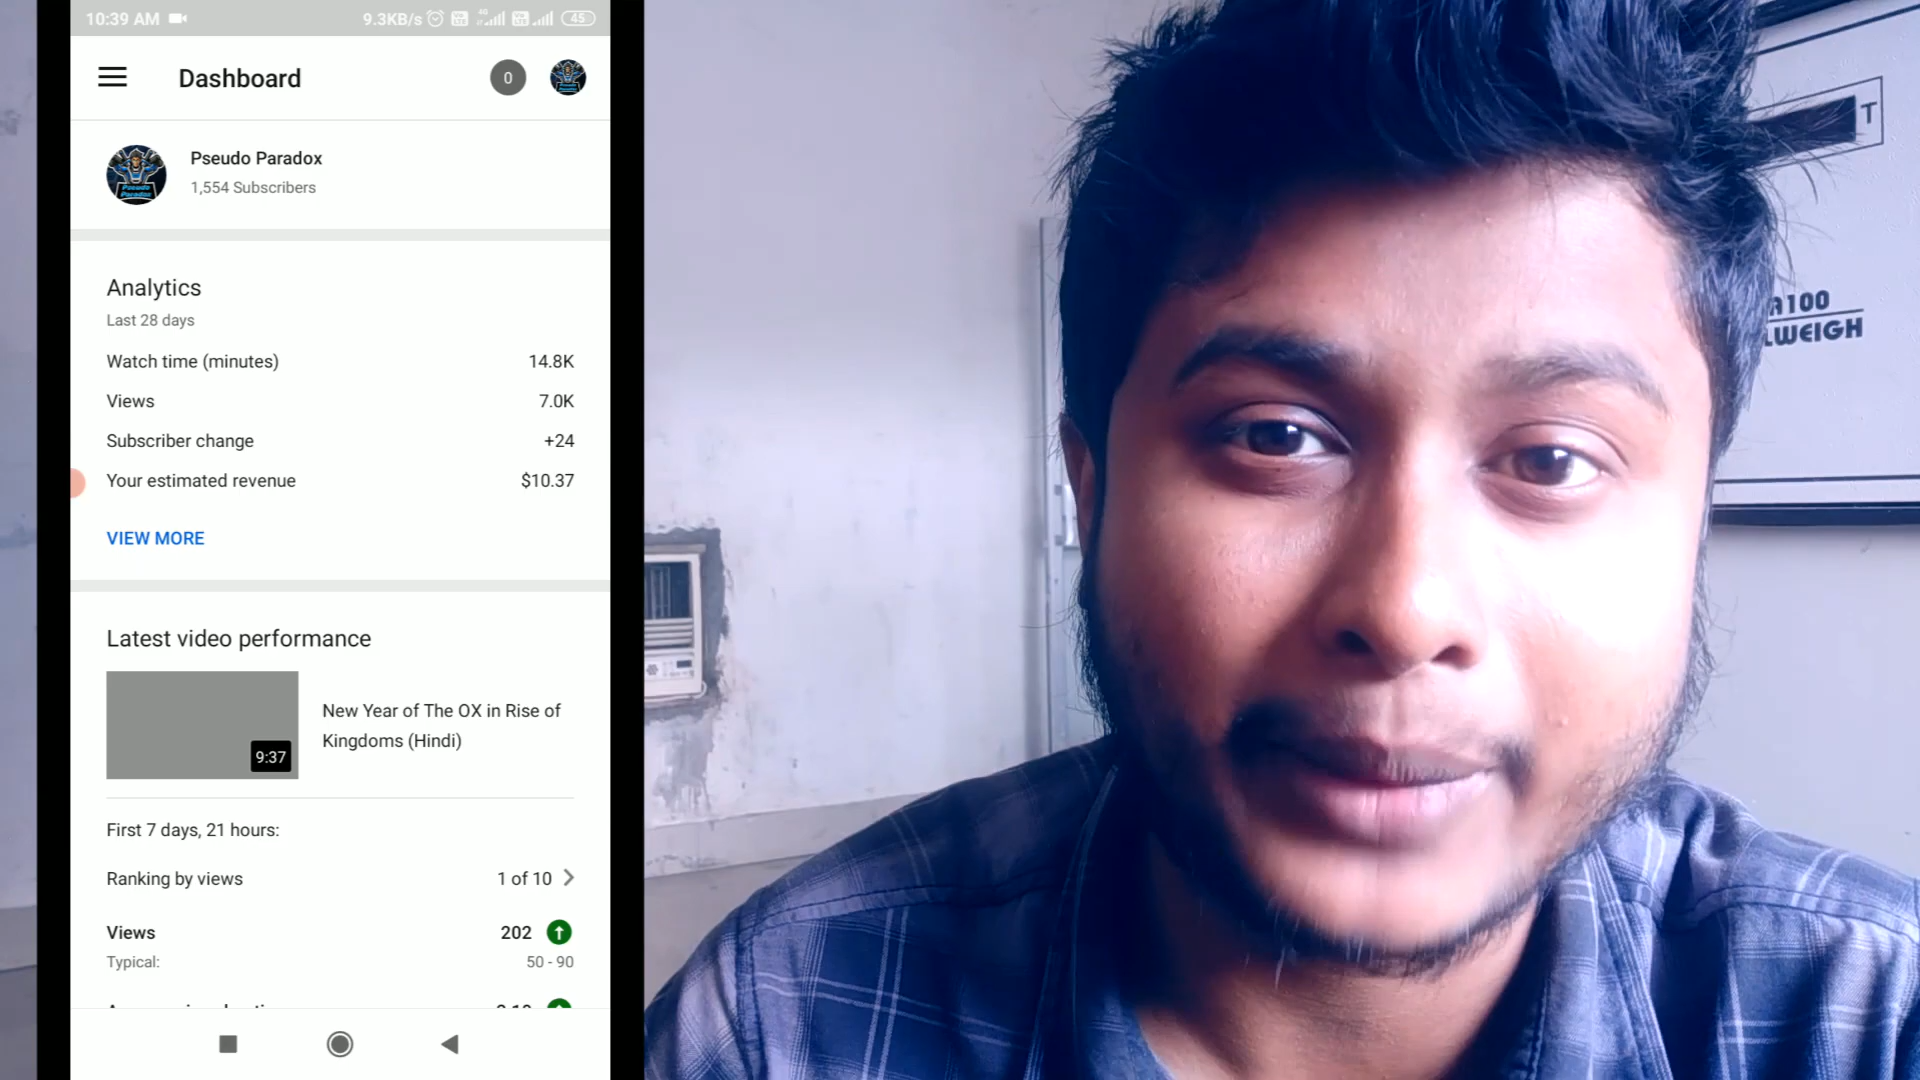 10:39 AM 9.3KB/s 4G 45
Dashboard 0
Pseudo Paradox
1,554 Subscribers
Analytics
Last 28 days
Watch time (minutes) 14.8K
Views 7.0K
Subscriber change +24
Your estimated revenue $10.37
VIEW MORE
Latest video performance
9:37
New Year of The OX in Rise of
Kingdoms (Hindi)
First 7 days, 21 hours:
Ranking by views 1 of 10
Views 202
Typical: 50 - 90
T
A100
LWEIGH